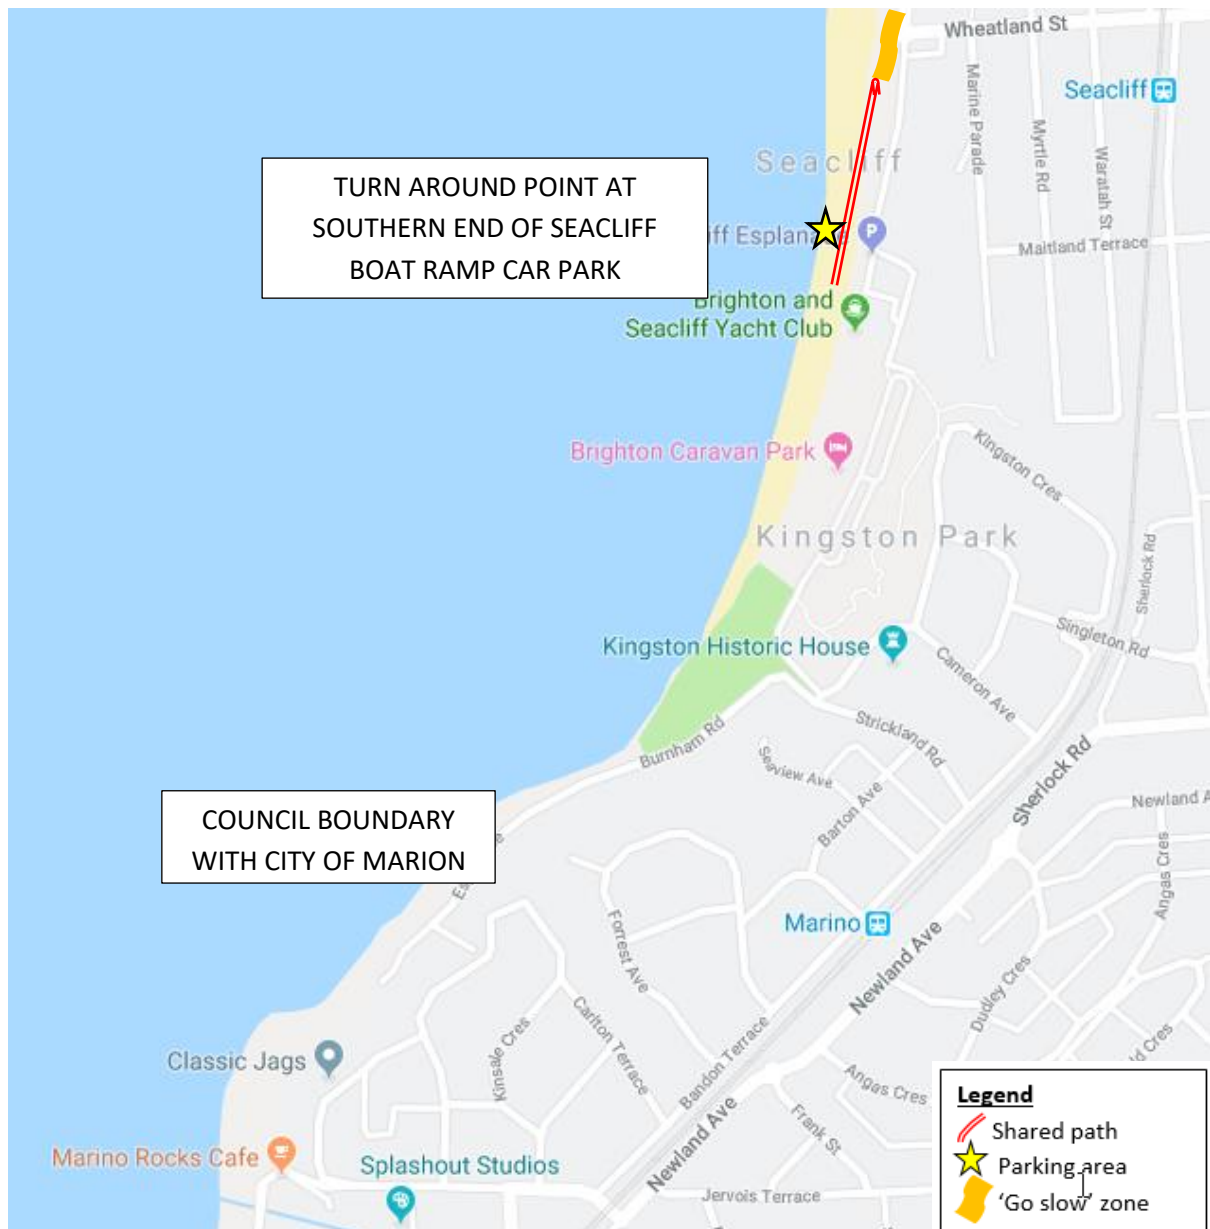 Wheatland St
Seacliff
Marine Parade
Myrtle Rd
Waratah St
Seacliff
TURN AROUND POINT AT
SOUTHERN END OF SEACLIFF
BOAT RAMP CAR PARK
iff Esplanade
P
Maitland Terrace
Brighton and
Seacliff Yacht Club
Brighton Caravan Park
Kingston Cres
Kingston Park
Sherlock Rd
Singleton Rd
Kingston Historic House
Cameron Ave
Strickland Rd
Burnham Rd
Seaview Ave
Barton Ave
Sherlock Rd
Newland A
COUNCIL BOUNDARY
WITH CITY OF MARION
Es
e
Angas Cres
Marino
Forrest Ave
Newland Ave
Dudley Cres
Carlton Terrace
Kinsale Cres
Bandon Terrace
Classic Jags
ld Cres
Angas Cres
Frank St
Newland Ave
Marino Rocks Cafe
Splashout Studios
Jervois Terrace
Legend
Shared path
Parking area
'Go slow' zone